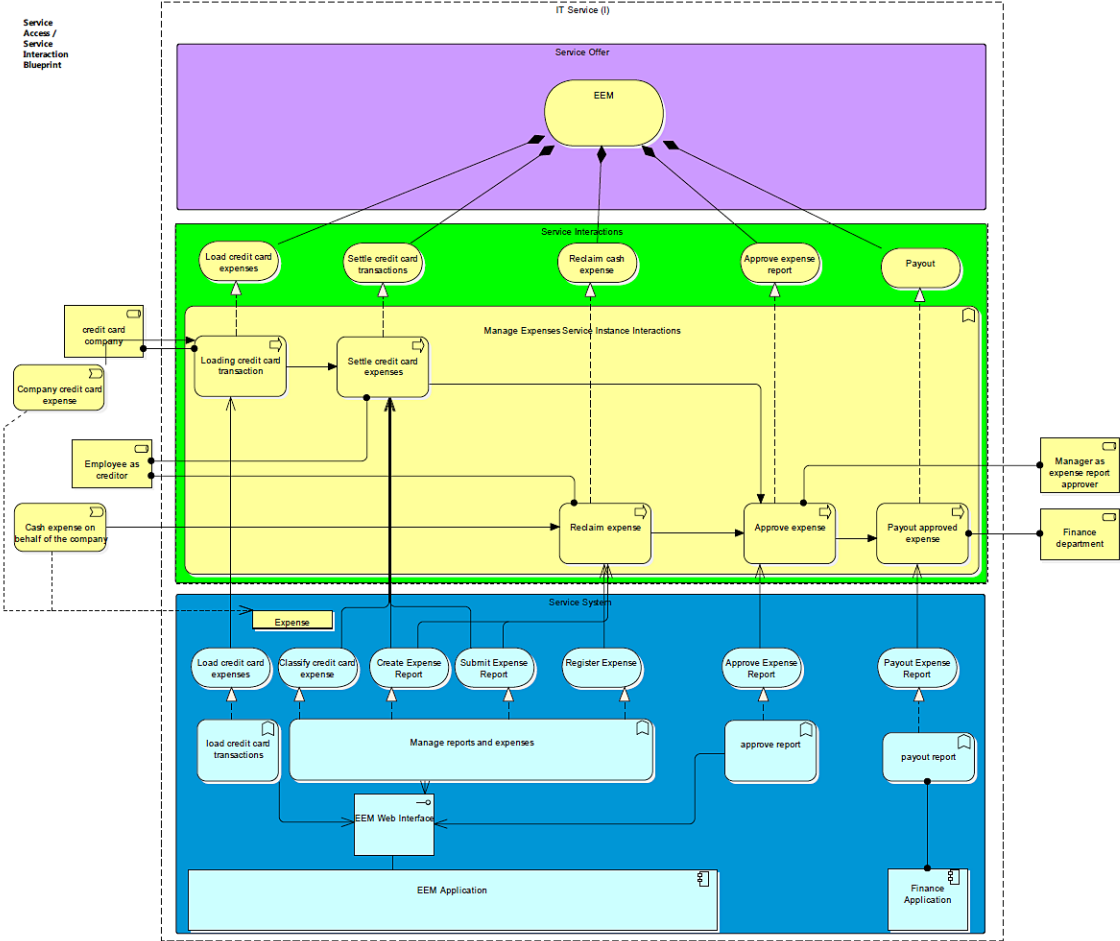 IT Service (I)
Service
Access /
Service
Interaction
Blueprint
Service Offer
EEM
Service Interactions
Load credit card
expenses
Settle credit card
transactions
Reclaim cash
expense
Approve expense
report
Payout
Manage Expenses Service Instance Interactions
credit card
company
Loading credit card
transaction
Settle credit card
expenses
Company credit card
expense
Employee as
creditor
Manager as
expense report
approver
Cash expense on
behalf of the company
Reclaim expense
Approve expense
Payout approved
expense
Finance
department
Service System
Expense
Load credit card
expenses
Classify credit card
expense
Create Expense
Report
Submit Expense
Report
Register Expense
Approve Expense
Report
Payout Expense
Report
load credit card
transactions
Manage reports and expenses
approve report
payout report
EEM Web Interface
EEM Application
Finance
Application